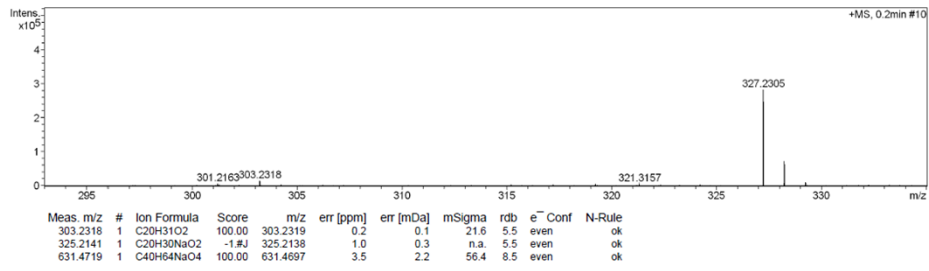 Intens.
x10⁵
+MS, 0.2min #10
4
3
2
1
0
327.2305
301.2163
303.2318
321.3157
295 300 305 310 315 320 325 330 m/z
Meas. m/z # Ion Formula Score m/z err [ppm] err [mDa] mSigma rdb e⁻ Conf N-Rule
303.2318 1 C20H31O2 100.00 303.2319 0.2 0.1 21.6 5.5 even ok
325.2141 1 C20H30NaO2 -1.#J 325.2138 1.0 0.3 n.a. 5.5 even ok
631.4719 1 C40H64NaO4 100.00 631.4697 3.5 2.2 56.4 8.5 even ok